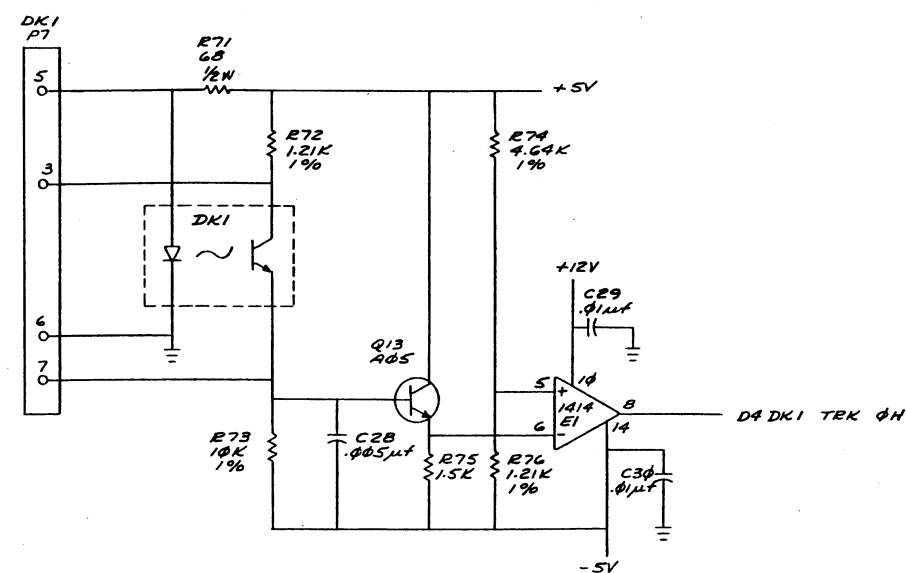 DK1
P7
5
R71
68
1/2W
+5V
R72
1.21K
1%
R74
4.64K
1%
3
DK1
+12V
C29
.Ø1μf
6
7
Q13
AØ5
5
+
1Ø
1414
E1
6
-
8
14
D4 DK1 TRK ØH
R73
1ØK
1%
C28
.ØØ5μf
R75
1.5K
R76
1.21K
1%
C3Ø
.Ø1μf
-5V